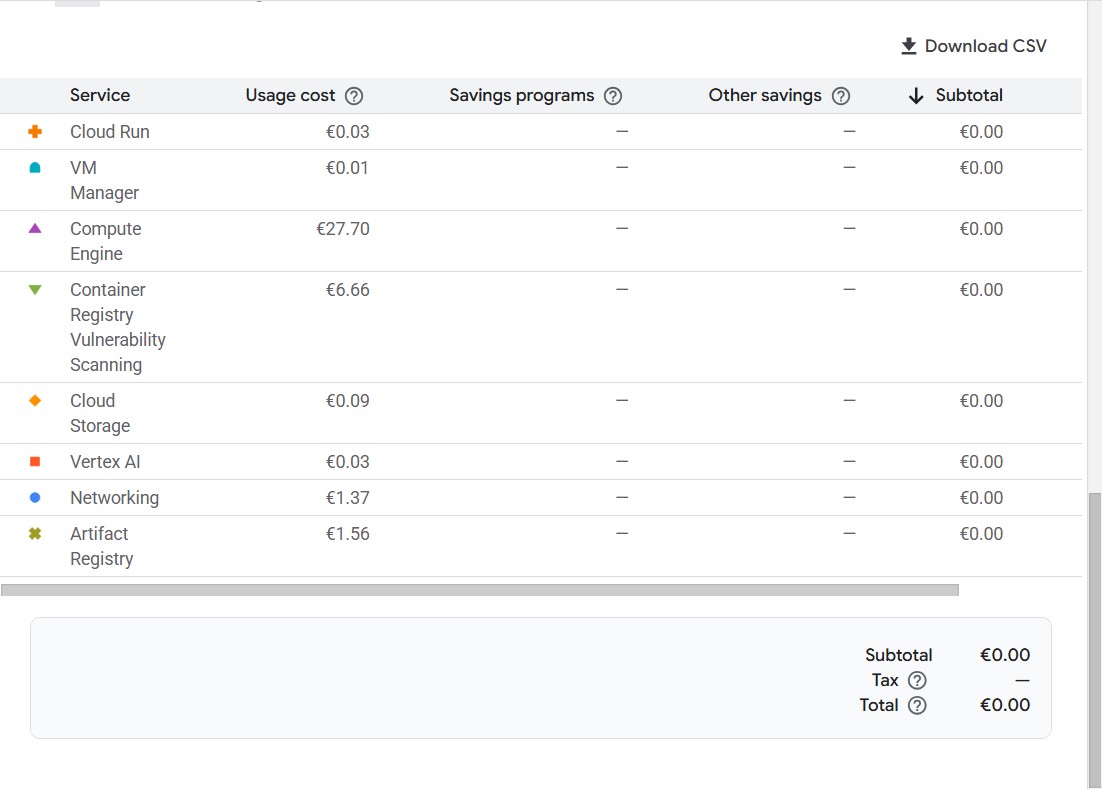 Download CSV
Service Usage cost Savings programs Other savings Subtotal
Cloud Run €0.03 — — €0.00
VM €0.01 — — €0.00
Manager
Compute €27.70 — — €0.00
Engine
Container €6.66 — — €0.00
Registry
Vulnerability
Scanning
Cloud €0.09 — — €0.00
Storage
Vertex AI €0.03 — — €0.00
Networking €1.37 — — €0.00
Artifact €1.56 — — €0.00
Registry
Subtotal €0.00
Tax —
Total €0.00